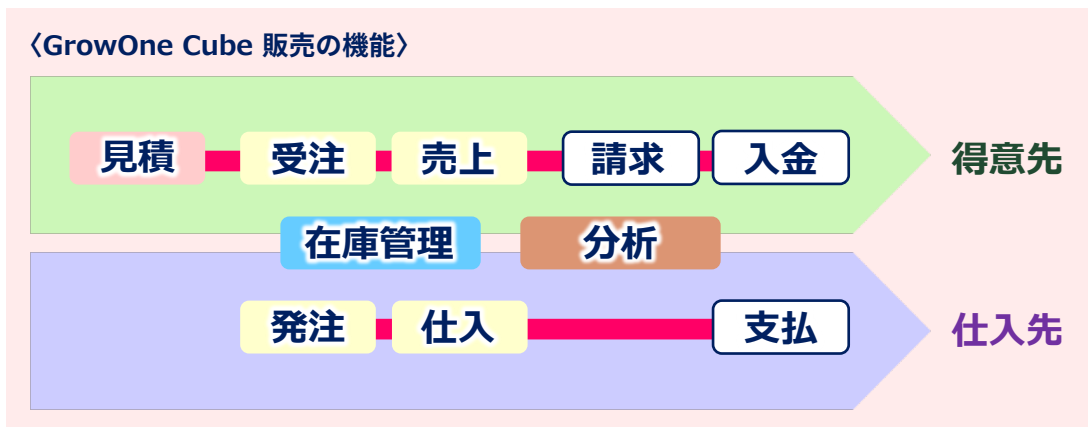 〈GrowOne Cube 販売の機能〉
見積 受注 売上 請求 入金 得意先
在庫管理 分析
発注 仕入 支払 仕入先